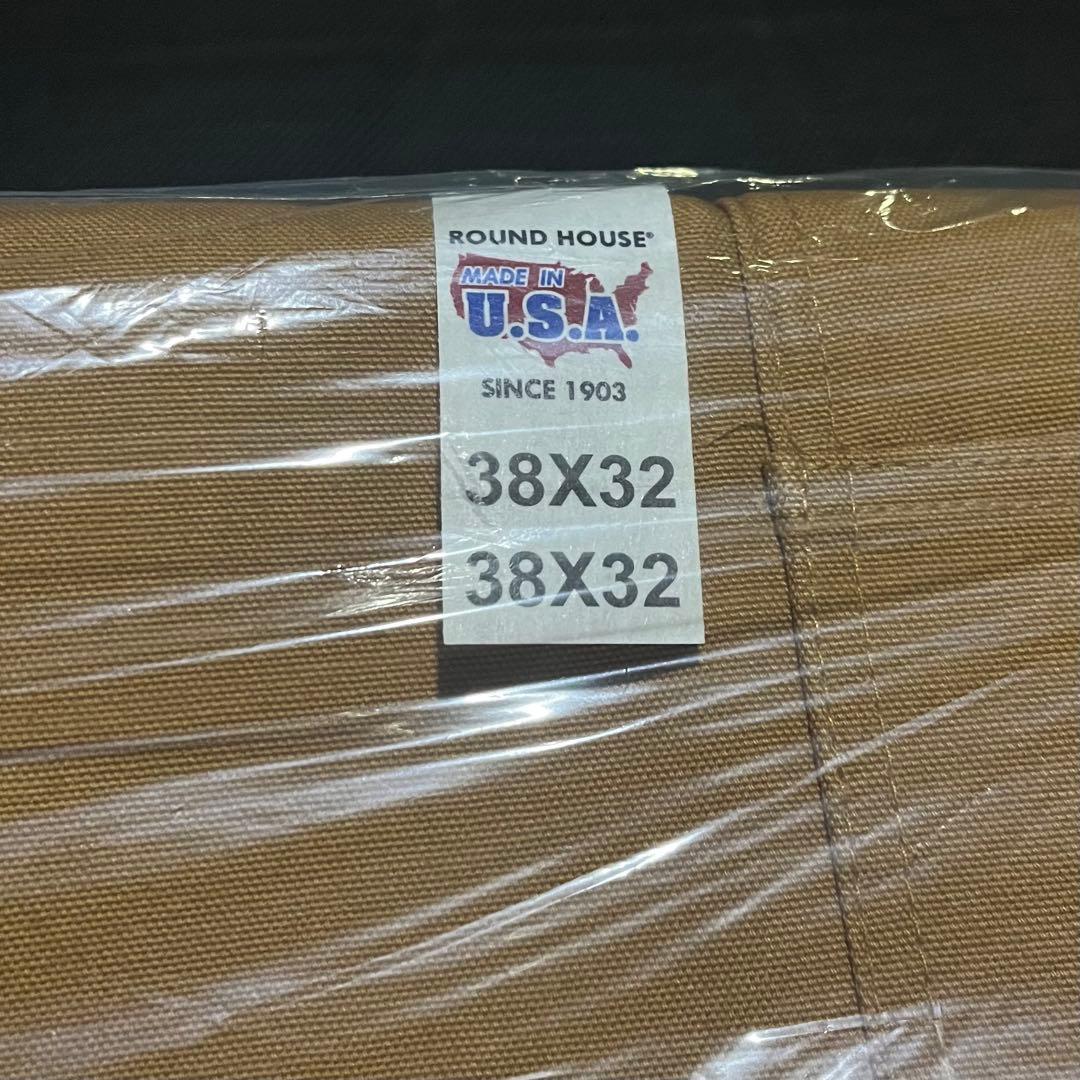 ROUND HOUSE®
MADE IN
U.S.A.
SINCE 1903
38X32
38X32